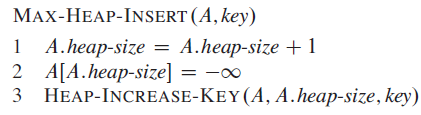 MAX-HEAP-INSERT(A, key)
1 A.heap-size = A.heap-size + 1
2 A[A.heap-size] = -∞
3 HEAP-INCREASE-KEY(A, A.heap-size, key)